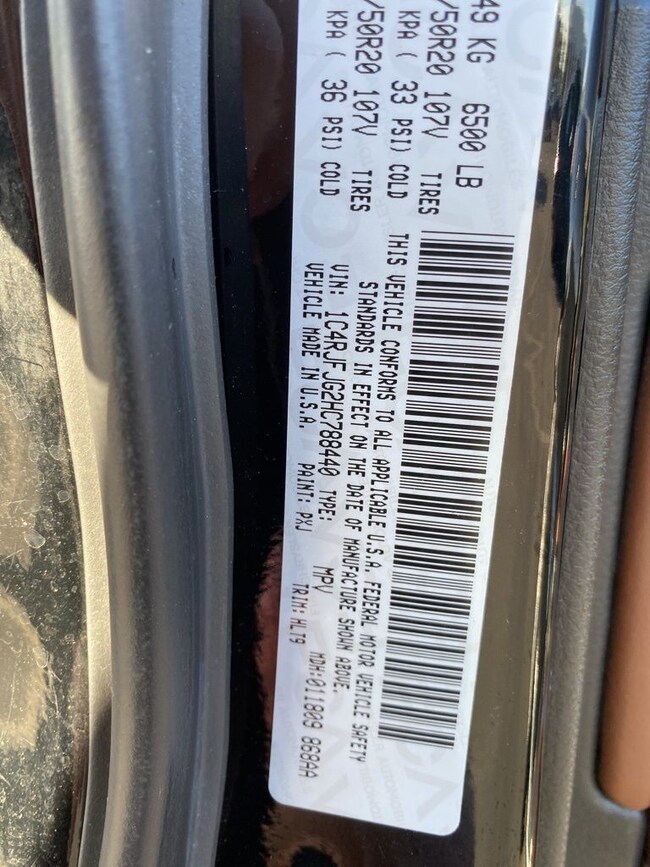 49 KG 6500 LB
/50R20 107V TIRES
KPA ( 33 PSI) COLD
/50R20 107V TIRES
KPA ( 36 PSI) COLD
THIS VEHICLE CONFORMS TO ALL APPLICABLE U.S.A. FEDERAL MOTOR VEHICLE SAFETY
STANDARDS IN EFFECT ON THE DATE OF MANUFACTURE SHOWN ABOVE.
VIN: 1C4RJFJG2HC788440 TYPE: MPV MDH:011809 868AA
VEHICLE MADE IN U.S.A. PAINT: PXJ TRIM: HLT9